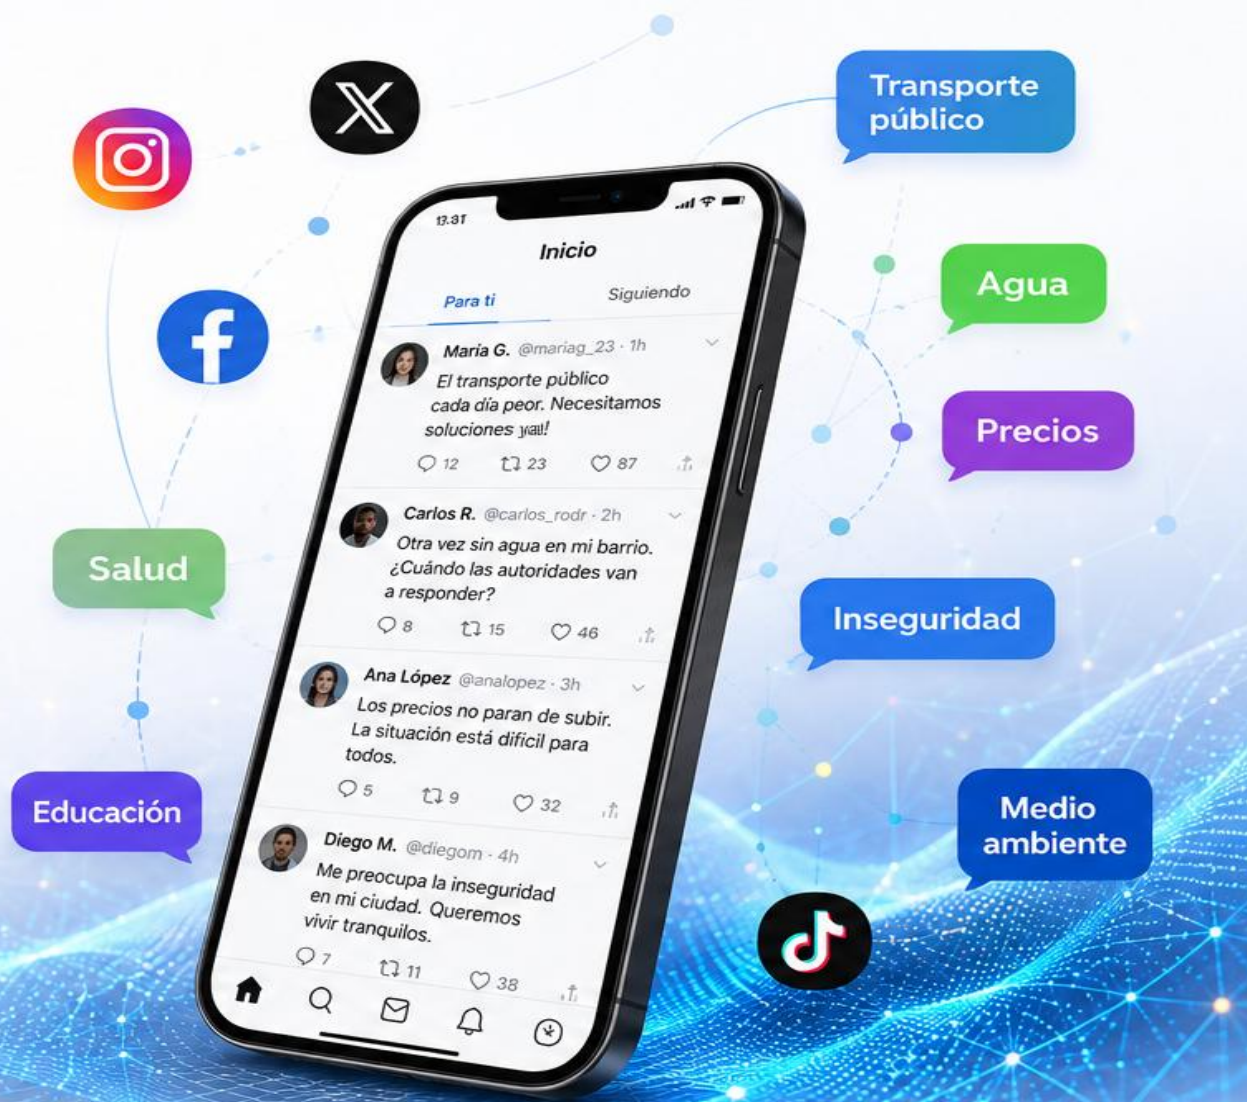 Transporte
público
Agua
Precios
Salud
Inseguridad
Educación
Medio
ambiente
Inicio
Para ti
Siguiendo
María G. @mariag_23 · 1h
El transporte público
cada día peor. Necesitamos
soluciones
12 23 87
Carlos R. @carlos_rodr · 2h
Otra vez sin agua en mi barrio.
¿Cuándo las autoridades van
a responder?
8 15 46
Ana López @analopez · 3h
Los precios no paran de subir.
La situación está difícil para
todos.
5 9 32
Diego M. @diegom · 4h
Me preocupa la inseguridad
en mi ciudad. Queremos
vivir tranquilos.
7 11 38